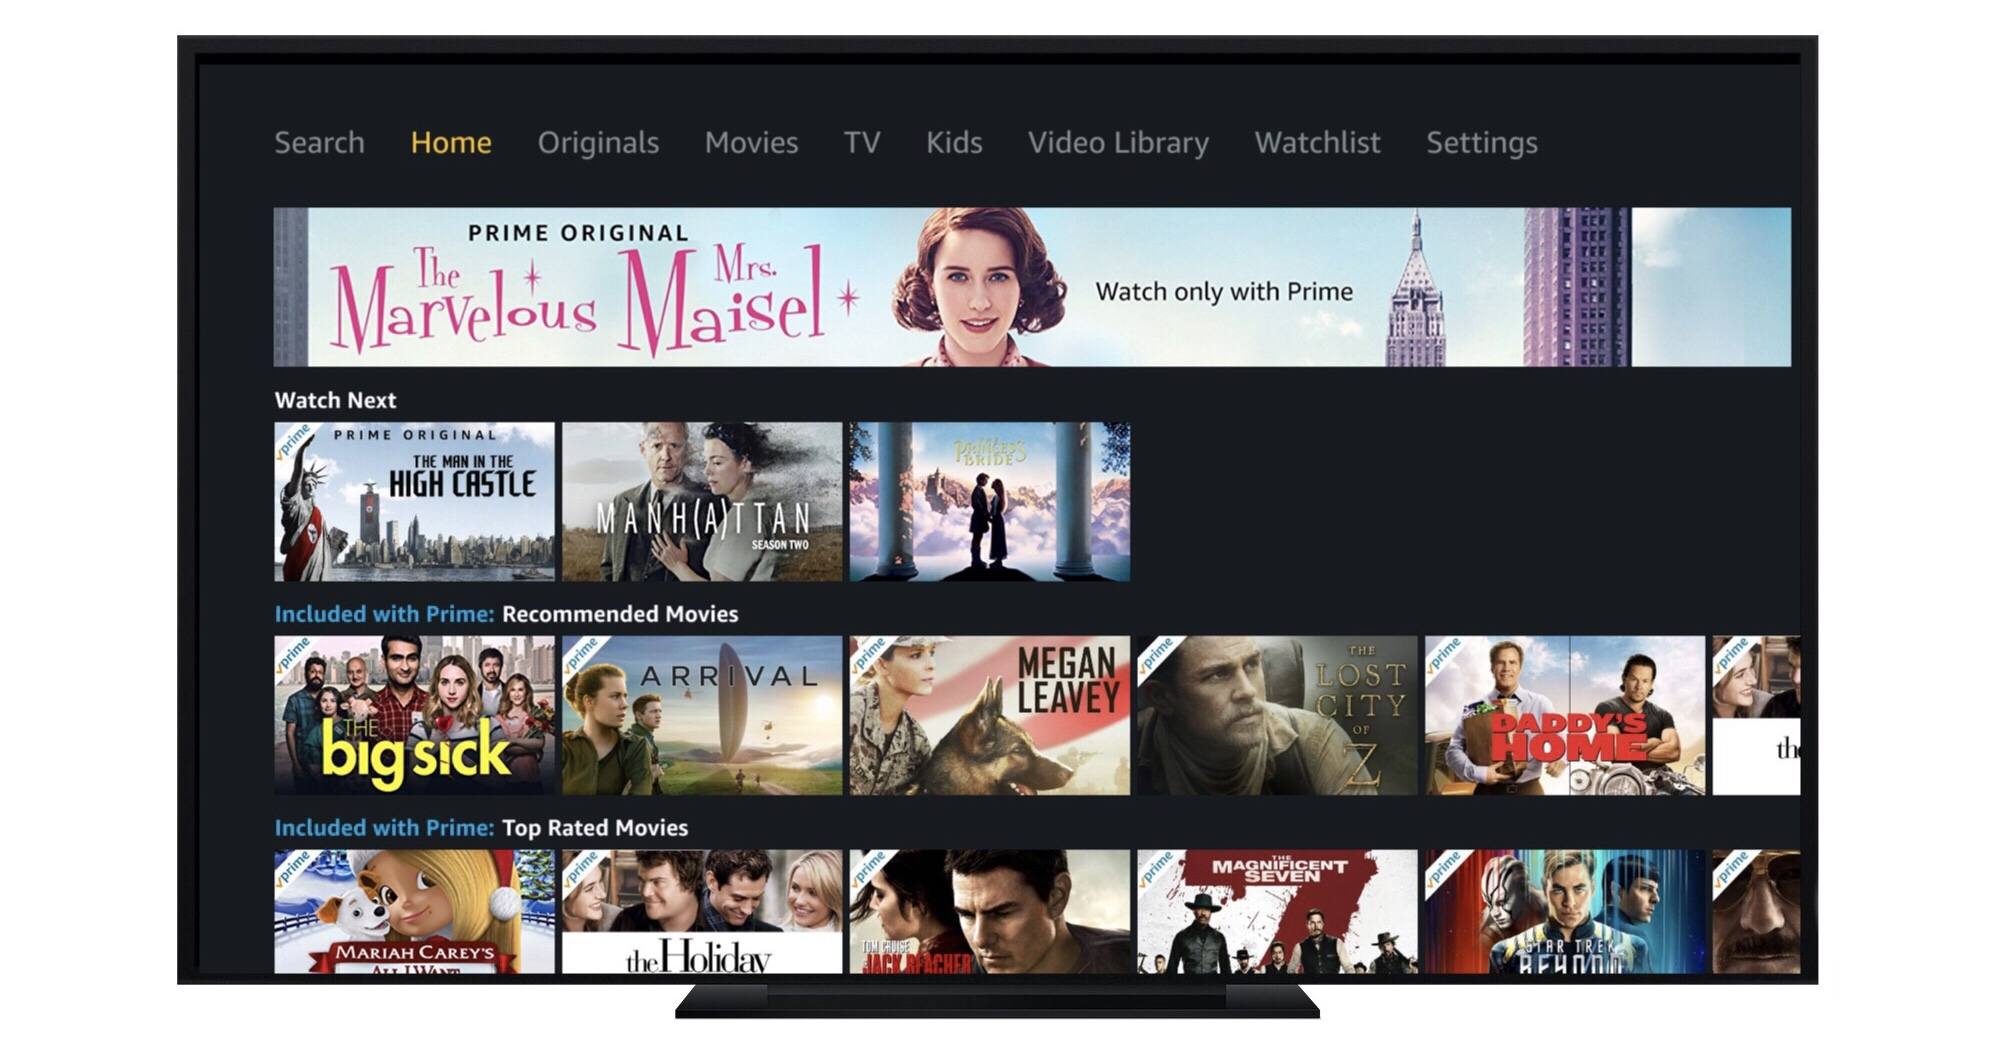 Search Home Originals Movies TV Kids Video Library Watchlist Settings
PRIME ORIGINAL
The Marvelous Mrs. Maisel
Watch only with Prime
Watch Next
prime
PRIME ORIGINAL
THE MAN IN THE
HIGH CASTLE
MANH(A)TTAN
SEASON TWO
PRINCESS
BRIDE
Included with Prime: Recommended Movies
prime
THE
big sick
prime
ARRIVAL
prime
MEGAN
LEAVEY
prime
THE
LOST
CITY
OF
Z
prime
DADDY'S
HOME
prime
the
Included with Prime: Top Rated Movies
prime
MARIAH CAREY'S
ALL I WANT
prime
the Holiday
prime
TOM CRUISE
JACK REACHER
prime
THE
MAGNIFICENT
SEVEN
7
prime
STAR TREK
BEYOND
prime